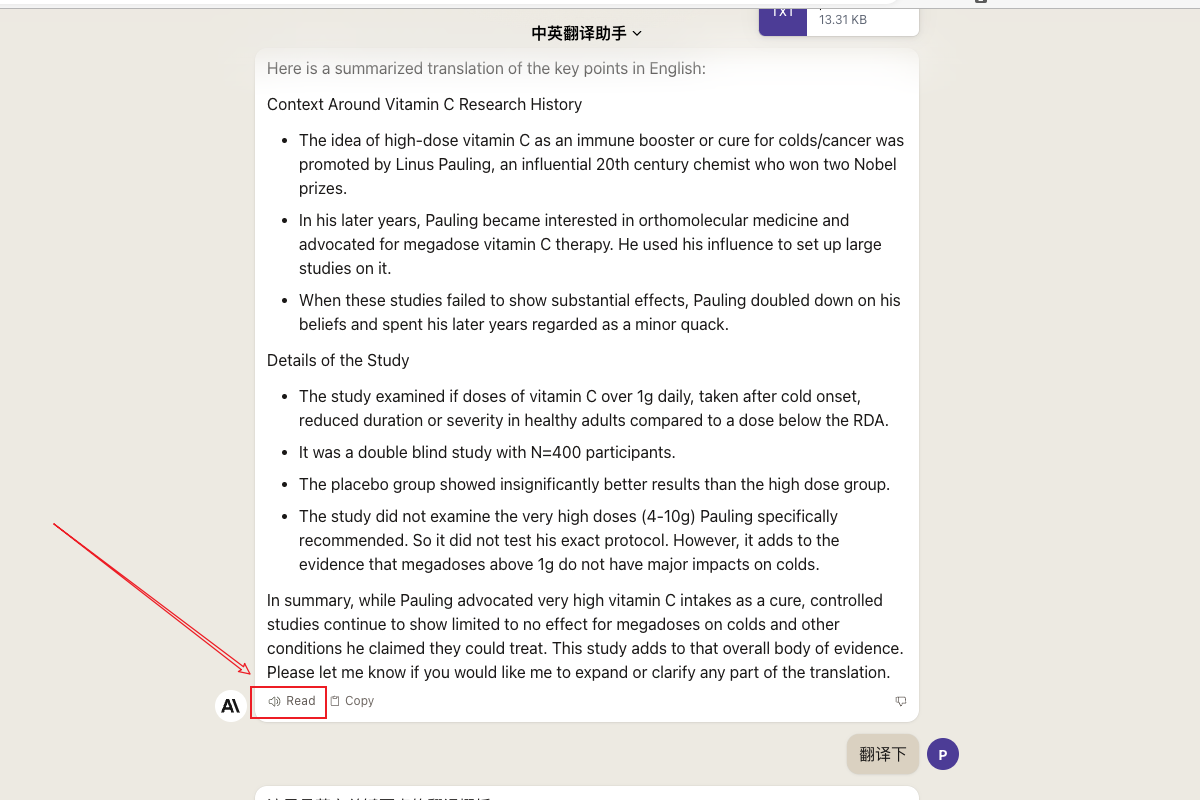 TXT
13.31 KB
中英翻译助手
Here is a summarized translation of the key points in English:
Context Around Vitamin C Research History
The idea of high-dose vitamin C as an immune booster or cure for colds/cancer was
promoted by Linus Pauling, an influential 20th century chemist who won two Nobel
prizes.
In his later years, Pauling became interested in orthomolecular medicine and
advocated for megadose vitamin C therapy. He used his influence to set up large
studies on it.
When these studies failed to show substantial effects, Pauling doubled down on his
beliefs and spent his later years regarded as a minor quack.
Details of the Study
The study examined if doses of vitamin C over 1g daily, taken after cold onset,
reduced duration or severity in healthy adults compared to a dose below the RDA.
It was a double blind study with N=400 participants.
The placebo group showed insignificantly better results than the high dose group.
The study did not examine the very high doses (4-10g) Pauling specifically
recommended. So it did not test his exact protocol. However, it adds to the
evidence that megadoses above 1g do not have major impacts on colds.
In summary, while Pauling advocated very high vitamin C intakes as a cure, controlled
studies continue to show limited to no effect for megadoses on colds and other
conditions he claimed they could treat. This study adds to that overall body of evidence.
Please let me know if you would like me to expand or clarify any part of the translation.
A\
Read
Copy
翻译下
P